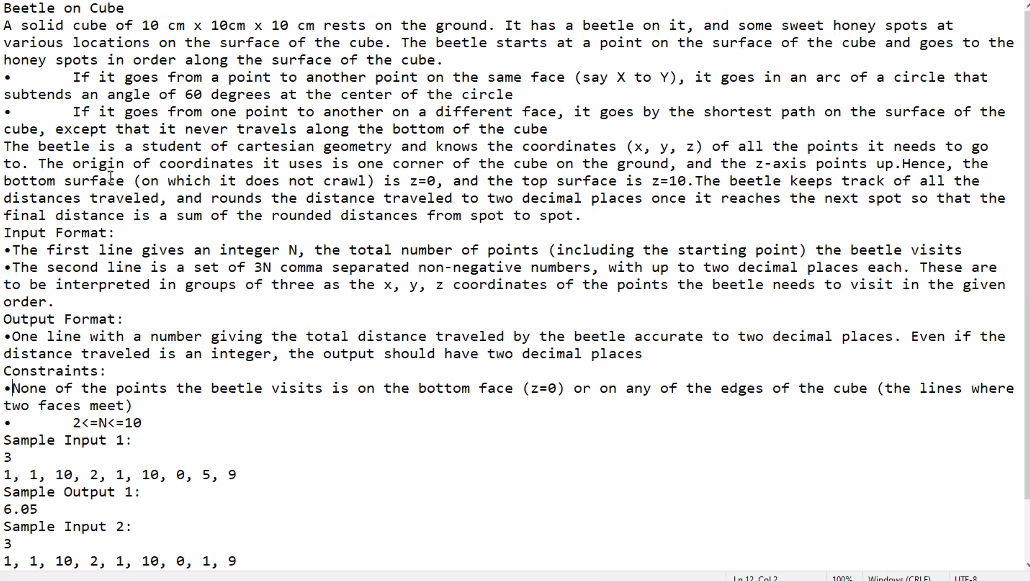 Beetle on Cube
A solid cube of 10 cm x 10cm x 10 cm rests on the ground. It has a beetle on it, and some sweet honey spots at
various locations on the surface of the cube. The beetle starts at a point on the surface of the cube and goes to the
honey spots in order along the surface of the cube.
• If it goes from a point to another point on the same face (say X to Y), it goes in an arc of a circle that
subtends an angle of 60 degrees at the center of the circle
• If it goes from one point to another on a different face, it goes by the shortest path on the surface of the
cube, except that it never travels along the bottom of the cube
The beetle is a student of cartesian geometry and knows the coordinates (x, y, z) of all the points it needs to go
to. The origin of coordinates it uses is one corner of the cube on the ground, and the z-axis points up.Hence, the
bottom surface (on which it does not crawl) is z=0, and the top surface is z=10.The beetle keeps track of all the
distances traveled, and rounds the distance traveled to two decimal places once it reaches the next spot so that the
final distance is a sum of the rounded distances from spot to spot.
Input Format:
•The first line gives an integer N, the total number of points (including the starting point) the beetle visits
•The second line is a set of 3N comma separated non-negative numbers, with up to two decimal places each. These are
to be interpreted in groups of three as the x, y, z coordinates of the points the beetle needs to visit in the given
order.
Output Format:
•One line with a number giving the total distance traveled by the beetle accurate to two decimal places. Even if the
distance traveled is an integer, the output should have two decimal places
Constraints:
•None of the points the beetle visits is on the bottom face (z=0) or on any of the edges of the cube (the lines where
two faces meet)
• 2<=N<=10
Sample Input 1:
3
1, 1, 10, 2, 1, 10, 0, 5, 9
Sample Output 1:
6.05
Sample Input 2:
3
1, 1, 10, 2, 1, 10, 0, 1, 9
Ln 12, Col 2 100% Windows (CRLF) UTF-8